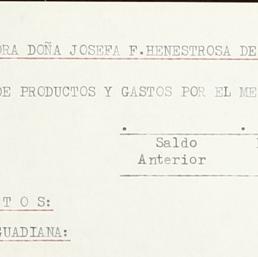 ORA DOÑA JOSEFA F.HENESTROSA DE
DE PRODUCTOS Y GASTOS POR EL ME
Saldo
Anterior
T O S:
GUADIANA: